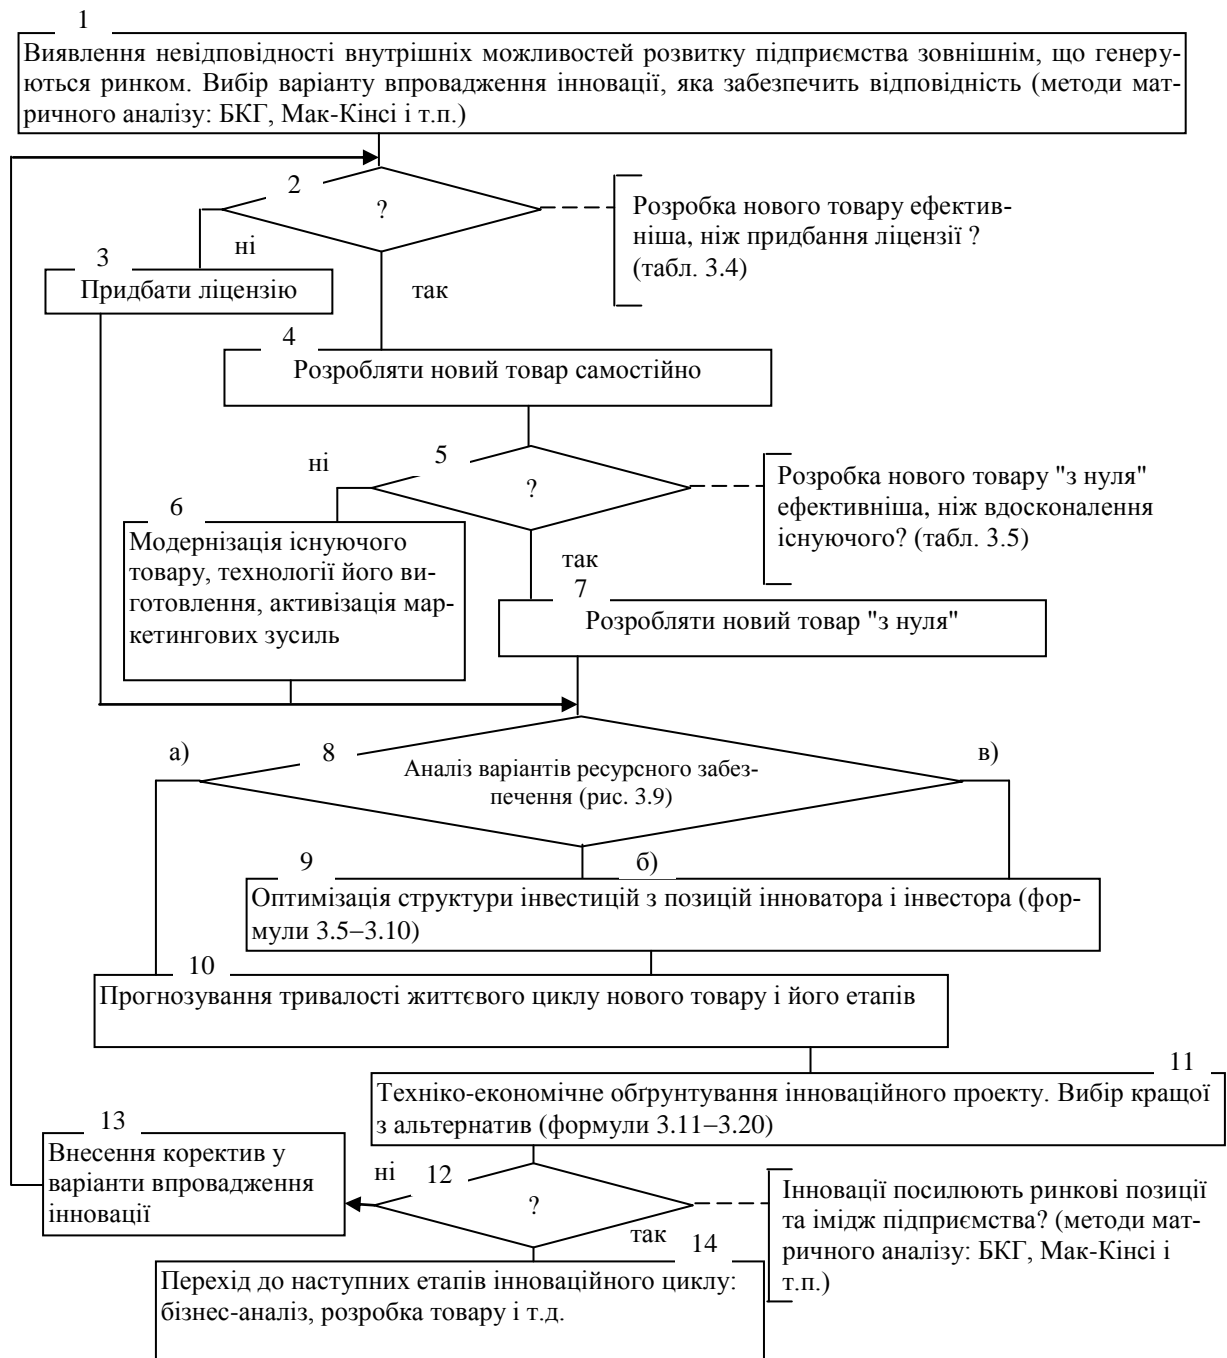 1
Виявлення невідповідності внутрішніх можливостей розвитку підприємства зовнішнім, що генеру-
ються ринком. Вибір варіанту впровадження інновації, яка забезпечить відповідність (методи мат-
ричного аналізу: БКГ, Мак-Кінсі і т.п.)
2
?
Розробка нового товару ефектив-
ніша, ніж придбання ліцензії ?
(табл. 3.4)
ні
3
Придбати ліцензію
так
4
Розробляти новий товар самостійно
ні
5
?
Розробка нового товару "з нуля"
ефективніша, ніж вдосконалення
існуючого? (табл. 3.5)
6
Модернізація існуючого
товару, технології його ви-
готовлення, активізація мар-
кетингових зусиль
так
7
Розробляти новий товар "з нуля"
а)
8
в)
Аналіз варіантів ресурсного забез-
печення (рис. 3.9)
9
б)
Оптимізація структури інвестицій з позицій інноватора і інвестора (фор-
мули 3.5–3.10)
10
Прогнозування тривалості життєвого циклу нового товару і його етапів
11
Техніко-економічне обґрунтування інноваційного проекту. Вибір кращої
з альтернатив (формули 3.11–3.20)
13
Внесення коректив у
варіанти впровадження
інновації
ні
12
?
Інновації посилюють ринкові позиції
та імідж підприємства? (методи мат-
ричного аналізу: БКГ, Мак-Кінсі і
т.п.)
так
14
Перехід до наступних етапів інноваційного циклу:
бізнес-аналіз, розробка товару і т.д.